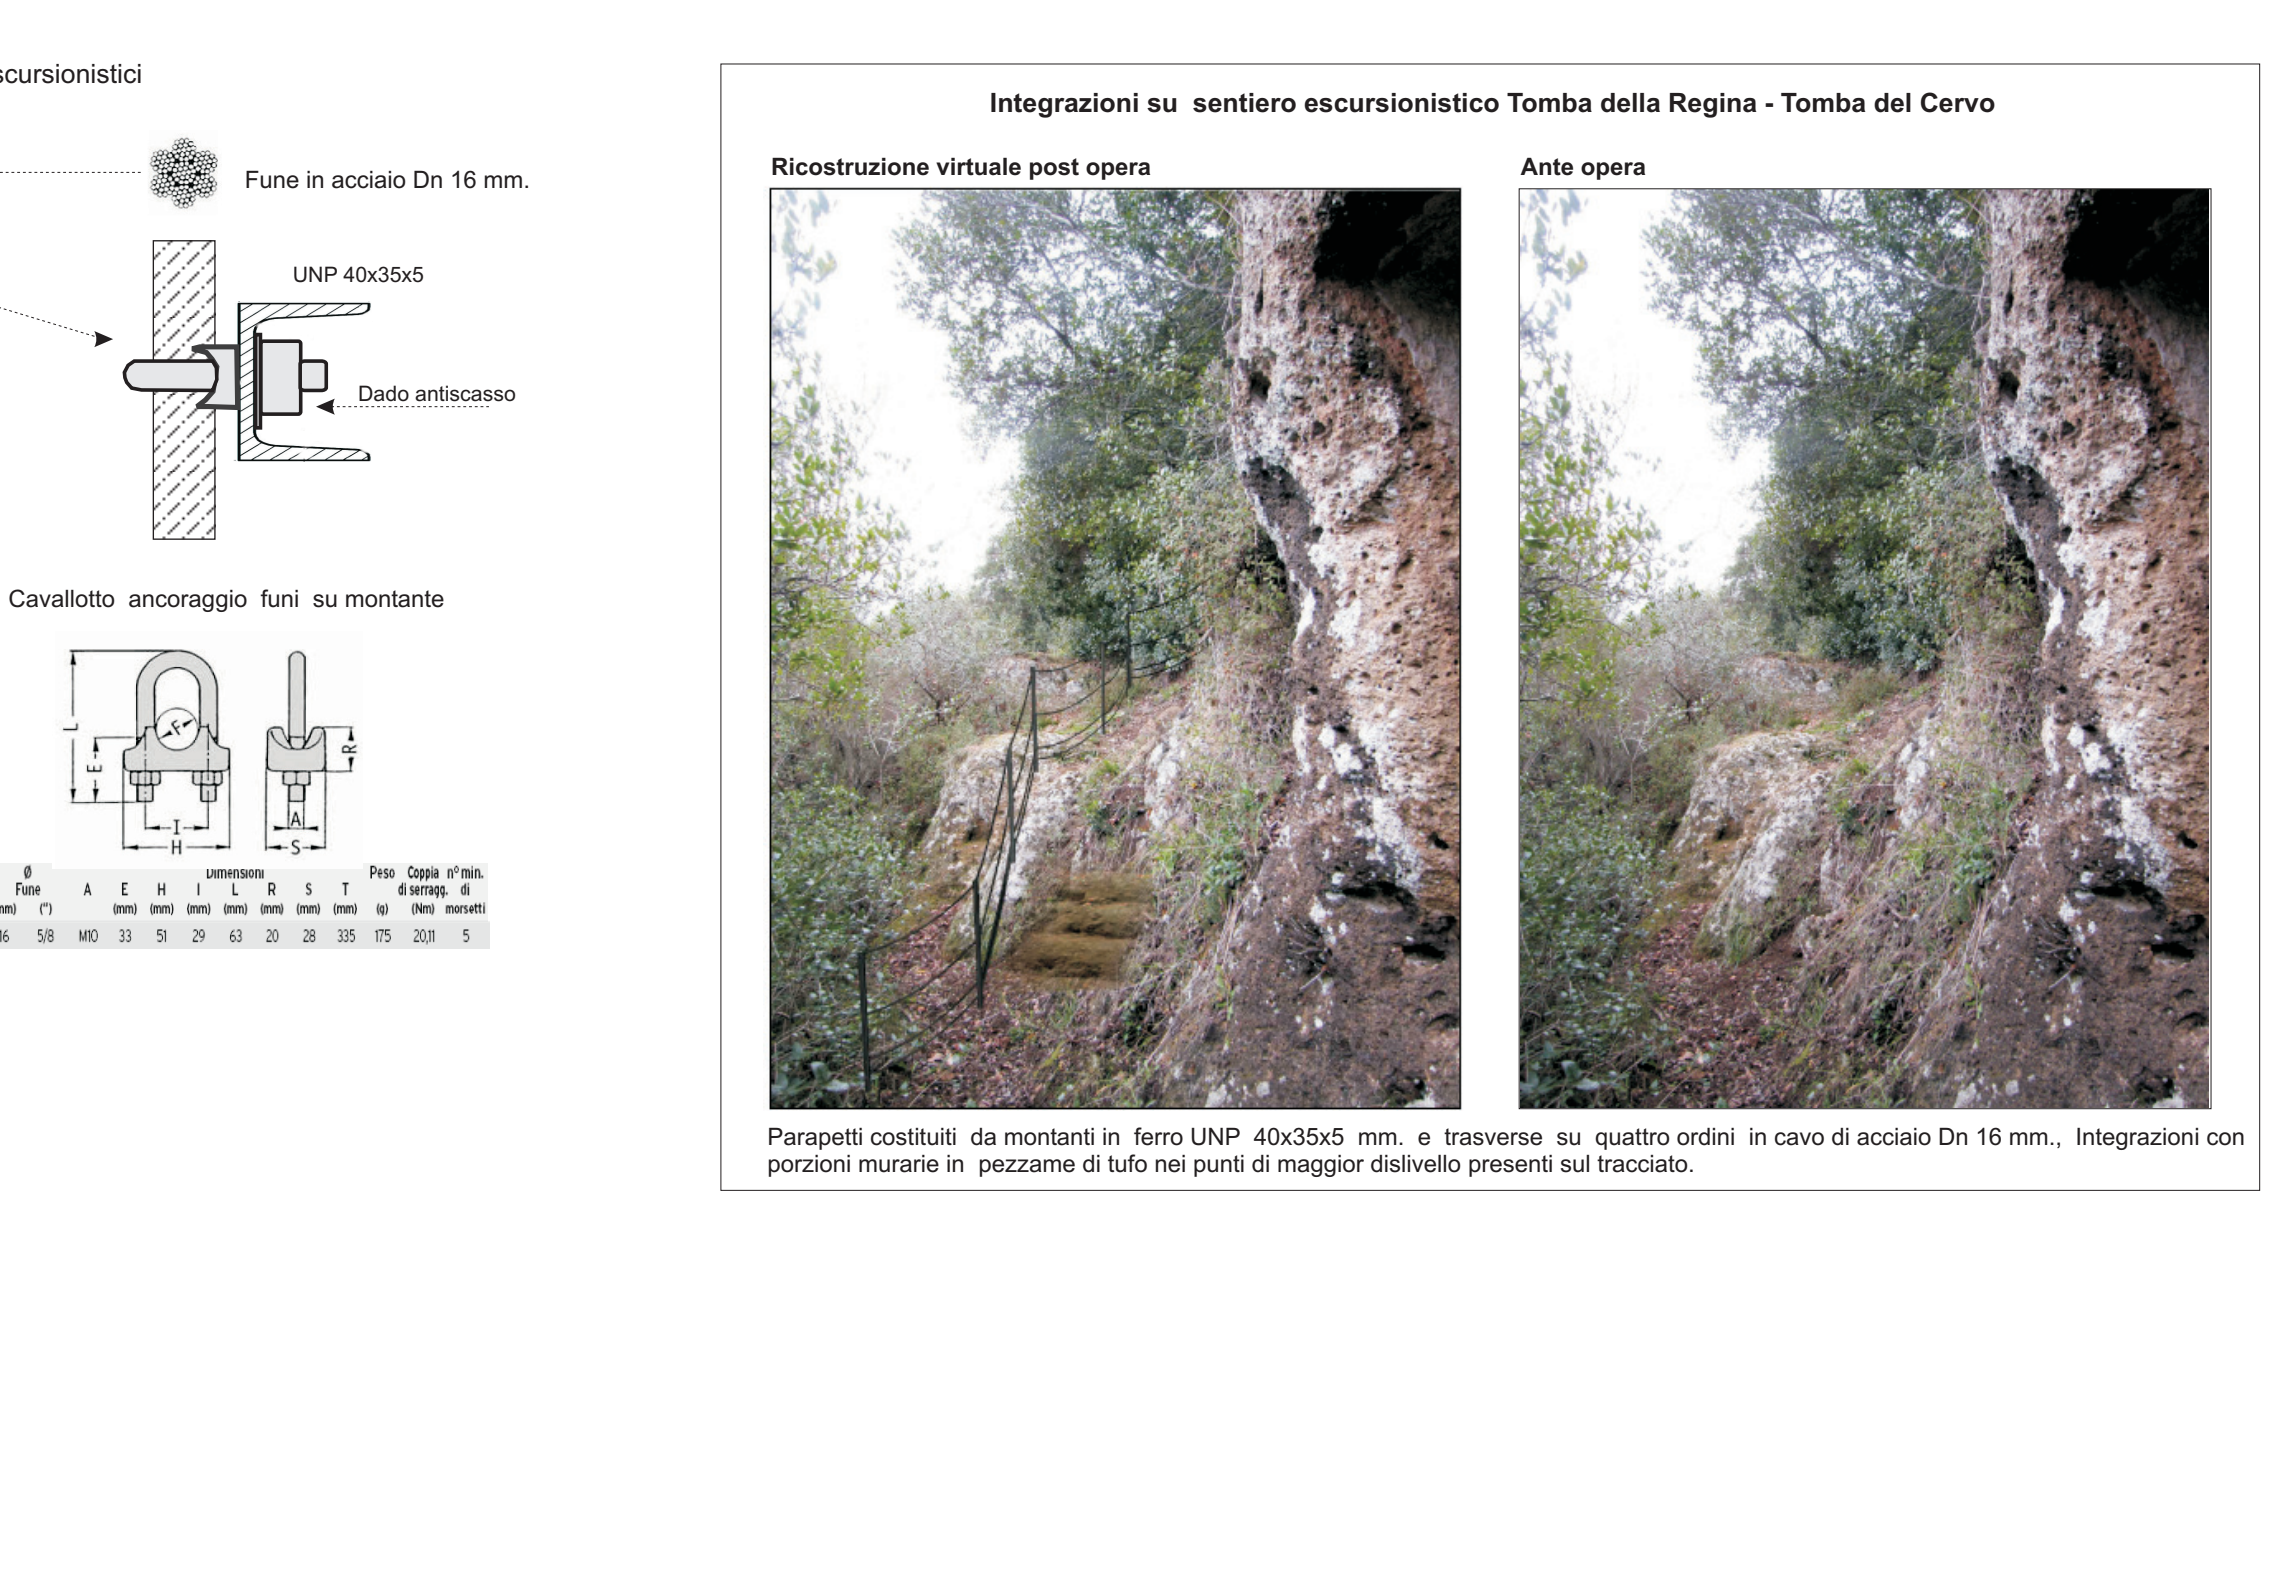 scursionistici
Fune in acciaio Dn 16 mm.
UNP 40x35x5
Dado antiscasso
Cavallotto ancoraggio funi su montante
L
E
F
I
H
R
A
S
Ø Dimensioni Peso Coppia n° min.
Fune A E H I L R S T di serragg. di
mm) (") (mm) (mm) (mm) (mm) (mm) (mm) (mm) (g) (Nm) morsetti
16 5/8 M10 33 51 29 63 20 28 335 175 20,11 5
Integrazioni su sentiero escursionistico Tomba della Regina - Tomba del Cervo
Ricostruzione virtuale post opera
Ante opera
Parapetti costituiti da montanti in ferro UNP 40x35x5 mm. e trasverse su quattro ordini in cavo di acciaio Dn 16 mm., Integrazioni con
porzioni murarie in pezzame di tufo nei punti di maggior dislivello presenti sul tracciato.